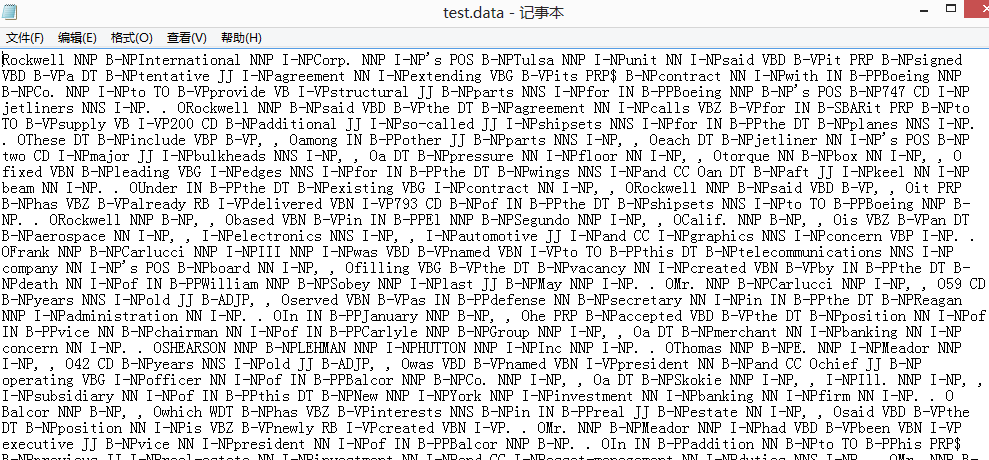 test.data - 记事本
文件(F) 编辑(E) 格式(O) 查看(V) 帮助(H)
Rockwell NNP B-NPInternational NNP I-NPCorp. NNP I-NP's POS B-NPTulsa NNP I-NPunit NN I-NPsaid VBD B-VPit PRP B-NPsigned
VBD B-VPa DT B-NPtentative JJ I-NPagreement NN I-NPextending VBG B-VPits PRP$ B-NPcontract NN I-NPwith IN B-PPBoeing NNP
B-NPCo. NNP I-NPto TO B-VPprovide VB I-VPstructural JJ B-NPparts NNS I-NPfor IN B-PPBoeing NNP B-NP's POS B-NP747 CD I-NP
jetliners NNS I-NP. . ORockwell NNP B-NPsaid VBD B-VPthe DT B-NPagreement NN I-NPcalls VBZ B-VPfor IN B-SBARit PRP B-NPto
TO B-VPsupply VB I-VP200 CD B-NPadditional JJ I-NPso-called JJ I-NPshipsets NNS I-NPfor IN B-PPthe DT B-NPplanes NNS I-NP.
. OThese DT B-NPinclude VBP B-VP, , Oamong IN B-PPother JJ B-NPparts NNS I-NP, , Oeach DT B-NPjetliner NN I-NP's POS B-NP
two CD I-NPmajor JJ I-NPbulkheads NNS I-NP, , Oa DT B-NPpressure NN I-NPfloor NN I-NP, , Otorque NN B-NPbox NN I-NP, , O
fixed VBN B-NPleading VBG I-NPedges NNS I-NPfor IN B-PPthe DT B-NPwings NNS I-NPand CC Oan DT B-NPaft JJ I-NPkeel NN I-NP
beam NN I-NP. . OUnder IN B-PPthe DT B-NPexisting VBG I-NPcontract NN I-NP, , ORockwell NNP B-NPsaid VBD B-VP, , Oit PRP
B-NPhas VBZ B-VPalready RB I-VPdelivered VBN I-VP793 CD B-NPof IN B-PPthe DT B-NPshipsets NNS I-NPto TO B-PPBoeing NNP B-
NP. . ORockwell NNP B-NP, , Obased VBN B-VPin IN B-PPEl NNP B-NPSegundo NNP I-NP, , OCalif. NNP B-NP, , Ois VBZ B-VPan DT
B-NPaerospace NN I-NP, , I-NPelectronics NNS I-NP, , I-NPautomotive JJ I-NPand CC I-NPgraphics NNS I-NPconcern VBP I-NP. .
OFrank NNP B-NPCarlucci NNP I-NPIII NNP I-NPwas VBD B-VPnamed VBN I-VPto TO B-PPthis DT B-NPtelecommunications NNS I-NP
company NN I-NP's POS B-NPboard NN I-NP, , Ofilling VBG B-VPthe DT B-NPvacancy NN I-NPcreated VBN B-VPby IN B-PPthe DT B-
NPdeath NN I-NPof IN B-PPWilliam NNP B-NPSobey NNP I-NPlast JJ B-NPMay NNP I-NP. . OMr. NNP B-NPCarlucci NNP I-NP, , O59 CD
B-NPyears NNS I-NPold JJ B-ADJP, , Oserved VBN B-VPas IN B-PPdefense NN B-NPsecretary NN I-NPin IN B-PPthe DT B-NPReagan
NNP I-NPadministration NN I-NP. . OIn IN B-PPJanuary NNP B-NP, , Ohe PRP B-NPaccepted VBD B-VPthe DT B-NPposition NN I-NPof
IN B-PPvice NN B-NPchairman NN I-NPof IN B-PPCarlyle NNP B-NPGroup NNP I-NP, , Oa DT B-NPmerchant NN I-NPbanking NN I-NP
concern NN I-NP. . OSHEARSON NNP B-NPLEHMAN NNP I-NPHUTTON NNP I-NPInc NNP I-NP. . OThomas NNP B-NPE. NNP I-NPMeador NNP
I-NP, , O42 CD B-NPyears NNS I-NPold JJ B-ADJP, , Owas VBD B-VPnamed VBN I-VPpresident NN B-NPand CC Ochief JJ B-NP
operating VBG I-NPofficer NN I-NPof IN B-PPBalcor NNP B-NPCo. NNP I-NP, , Oa DT B-NPSkokie NNP I-NP, , I-NPIll. NNP I-NP, ,
I-NPsubsidiary NN I-NPof IN B-PPthis DT B-NPNew NNP I-NPYork NNP I-NPinvestment NN I-NPbanking NN I-NPfirm NN I-NP. . O
Balcor NNP B-NP, , Owhich WDT B-NPhas VBZ B-VPinterests NNS B-NPin IN B-PPreal JJ B-NPestate NN I-NP, , Osaid VBD B-VPthe
DT B-NPposition NN I-NPis VBZ B-VPnewly RB I-VPcreated VBN I-VP. . OMr. NNP B-NPMeador NNP I-NPhad VBD B-VPbeen VBN I-VP
executive JJ B-NPvice NN I-NPpresident NN I-NPof IN B-PPBalcor NNP B-NP. . OIn IN B-PPaddition NN B-NPto TO B-PPhis PRP$
B-NPprevious JJ I-NPreal-estate NN I-NPinvestment NN I-NPand CC I-NPasset-management NN I-NPduties NNS I-NP. . OMr. NNP B-